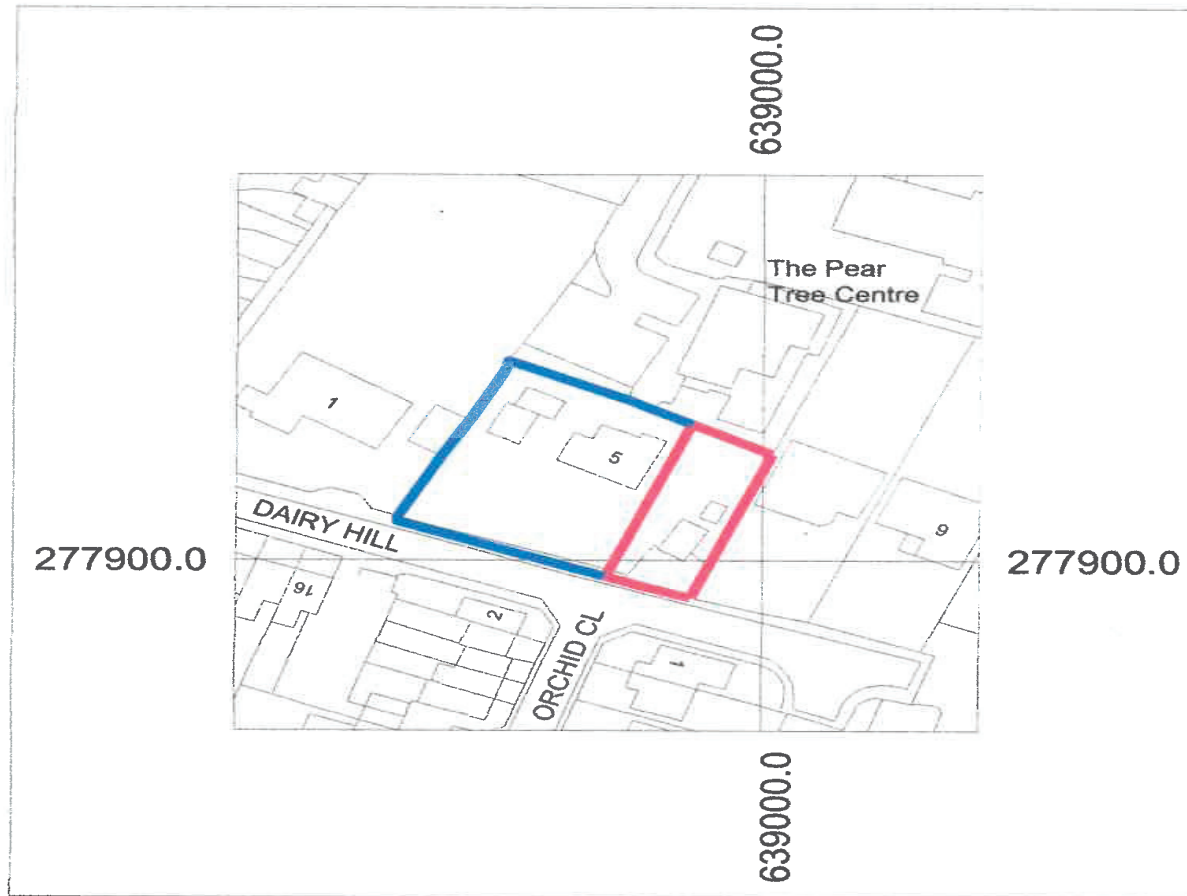 639000.0
The Pear
Tree Centre
1
5
DAIRY HILL
9
277900.0
277900.0
16
2
ORCHID CL
1
639000.0